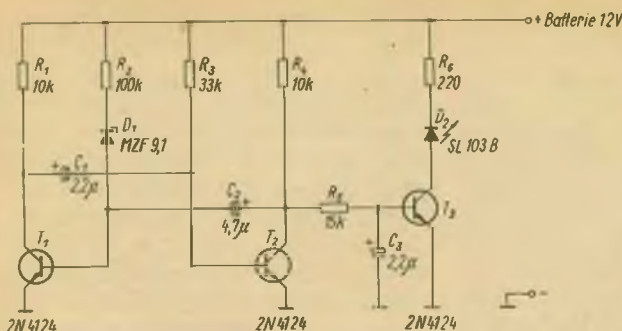 + Batterie 12V
R1
10k
R2
100k
R3
33k
R4
10k
R6
220
D1
MZF 9,1
D2
SL 103 B
C1
2,2µ
C2
4,7µ
+
R5
15k
T1
T2
T3
C3
2,2µ
+
+
-
2N4124
2N4124
2N4124